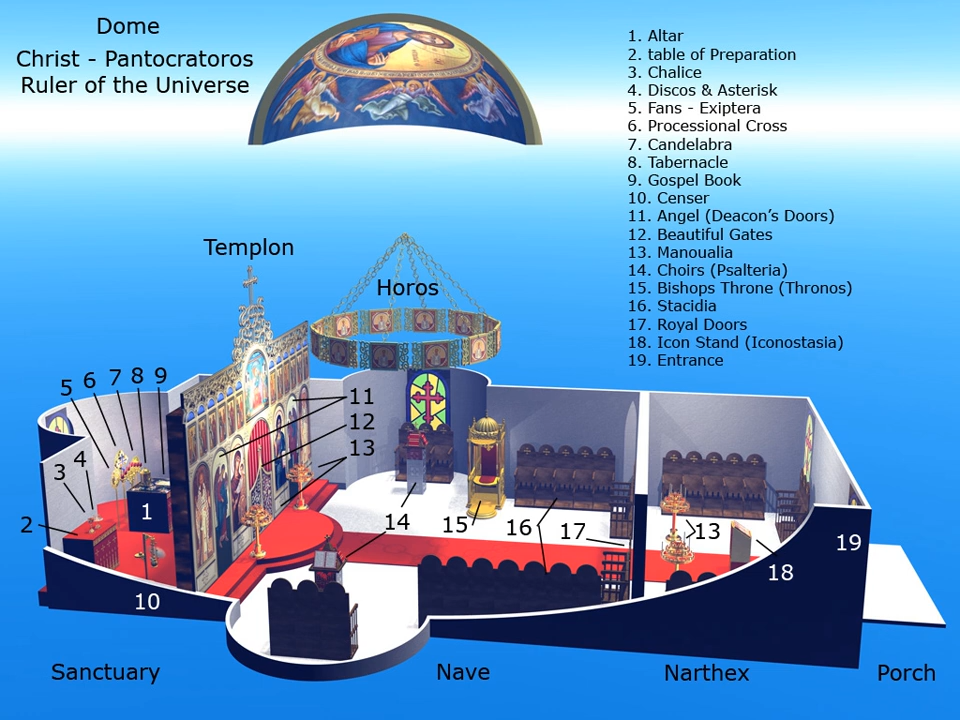 Dome
Christ - Pantocratoros
Ruler of the Universe
1. Altar
2. table of Preparation
3. Chalice
4. Discos & Asterisk
5. Fans - Exiptera
6. Processional Cross
7. Candelabra
8. Tabernacle
9. Gospel Book
10. Censer
11. Angel (Deacon's Doors)
12. Beautiful Gates
13. Manoualia
14. Choirs (Psalteria)
15. Bishops Throne (Thronos)
16. Stacidia
17. Royal Doors
18. Icon Stand (Iconostasia)
19. Entrance
Templon
Horos
5 6 7 8 9
11
12
13
3 4
2
1
14 15 16 17 13
19
18
10
Sanctuary Nave Narthex Porch